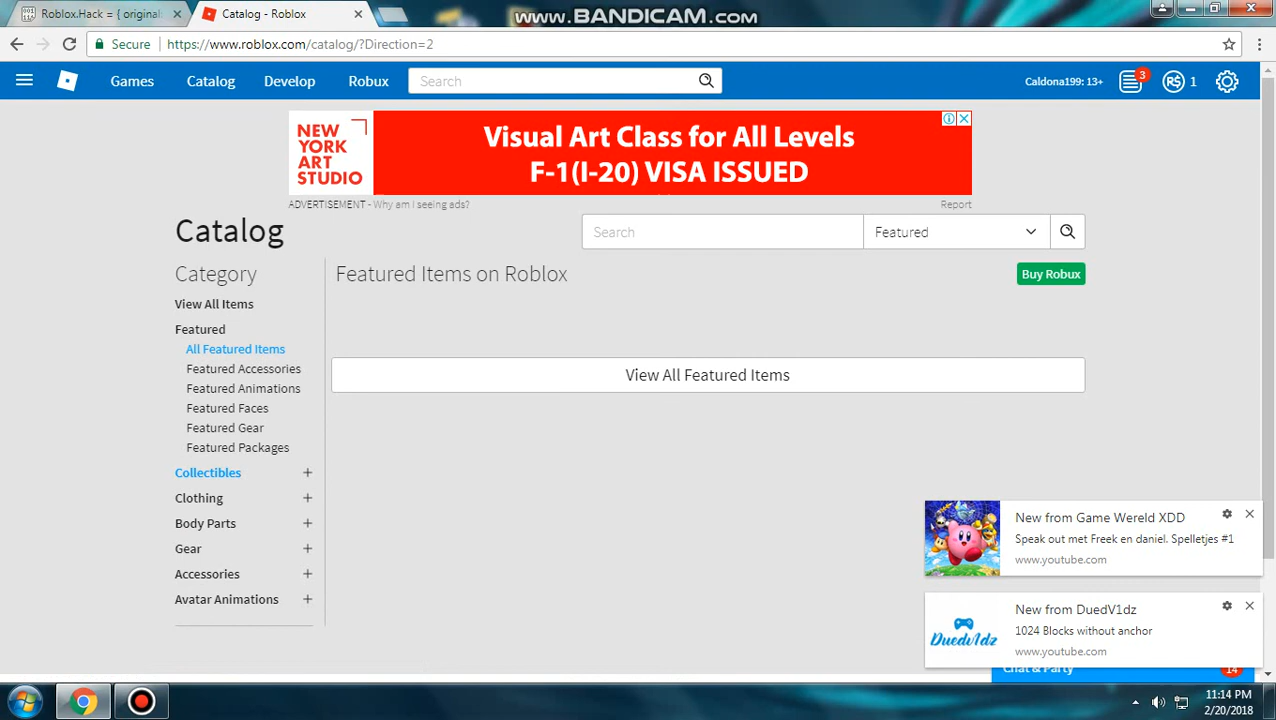 www.BANDICAM.com
Roblox.Hack = { original
Catalog - Roblox
Secure
https://www.roblox.com/catalog/?Direction=2
Games
Catalog
Develop
Robux
Search
Caldona199: 13+
3
R$ 1
NEW YORK ART STUDIO
Visual Art Class for All Levels
F-1(I-20) VISA ISSUED
ADVERTISEMENT - Why am I seeing ads?
Report
Catalog
Search
Featured
Category
Featured Items on Roblox
Buy Robux
View All Items
Featured
All Featured Items
View All Featured Items
Featured Accessories
Featured Animations
Featured Faces
Featured Gear
Featured Packages
Collectibles +
Clothing +
Body Parts +
Gear +
Accessories +
Avatar Animations +
New from Game Wereld XDD
Speak out met Freek en daniel. Spelletjes #1
www.youtube.com
New from DuedV1dz
1024 Blocks without anchor
www.youtube.com
Duedv1dz
Chat & Party
14
11:14 PM
2/20/2018